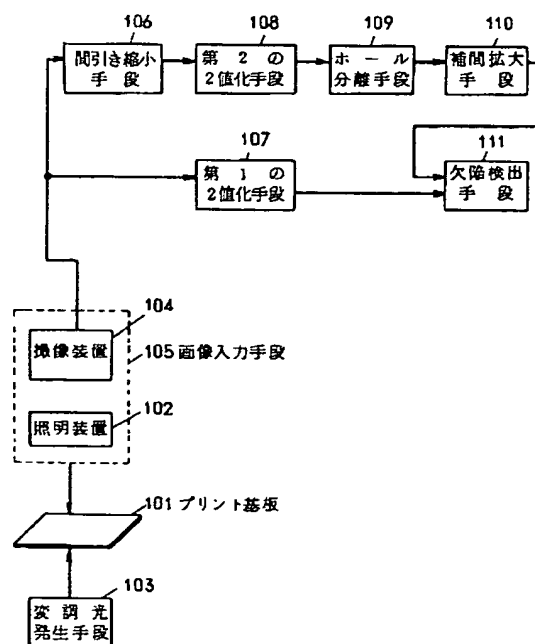 106
間引き縮小
手段
108
第2の
2値化手段
109
ホール
分離手段
110
補間拡大
手段
107
第1の
2値化手段
111
欠陥検出
手段
104
撮像装置
105 画像入力手段
102
照明装置
101 プリント基板
103
変調光
発生手段